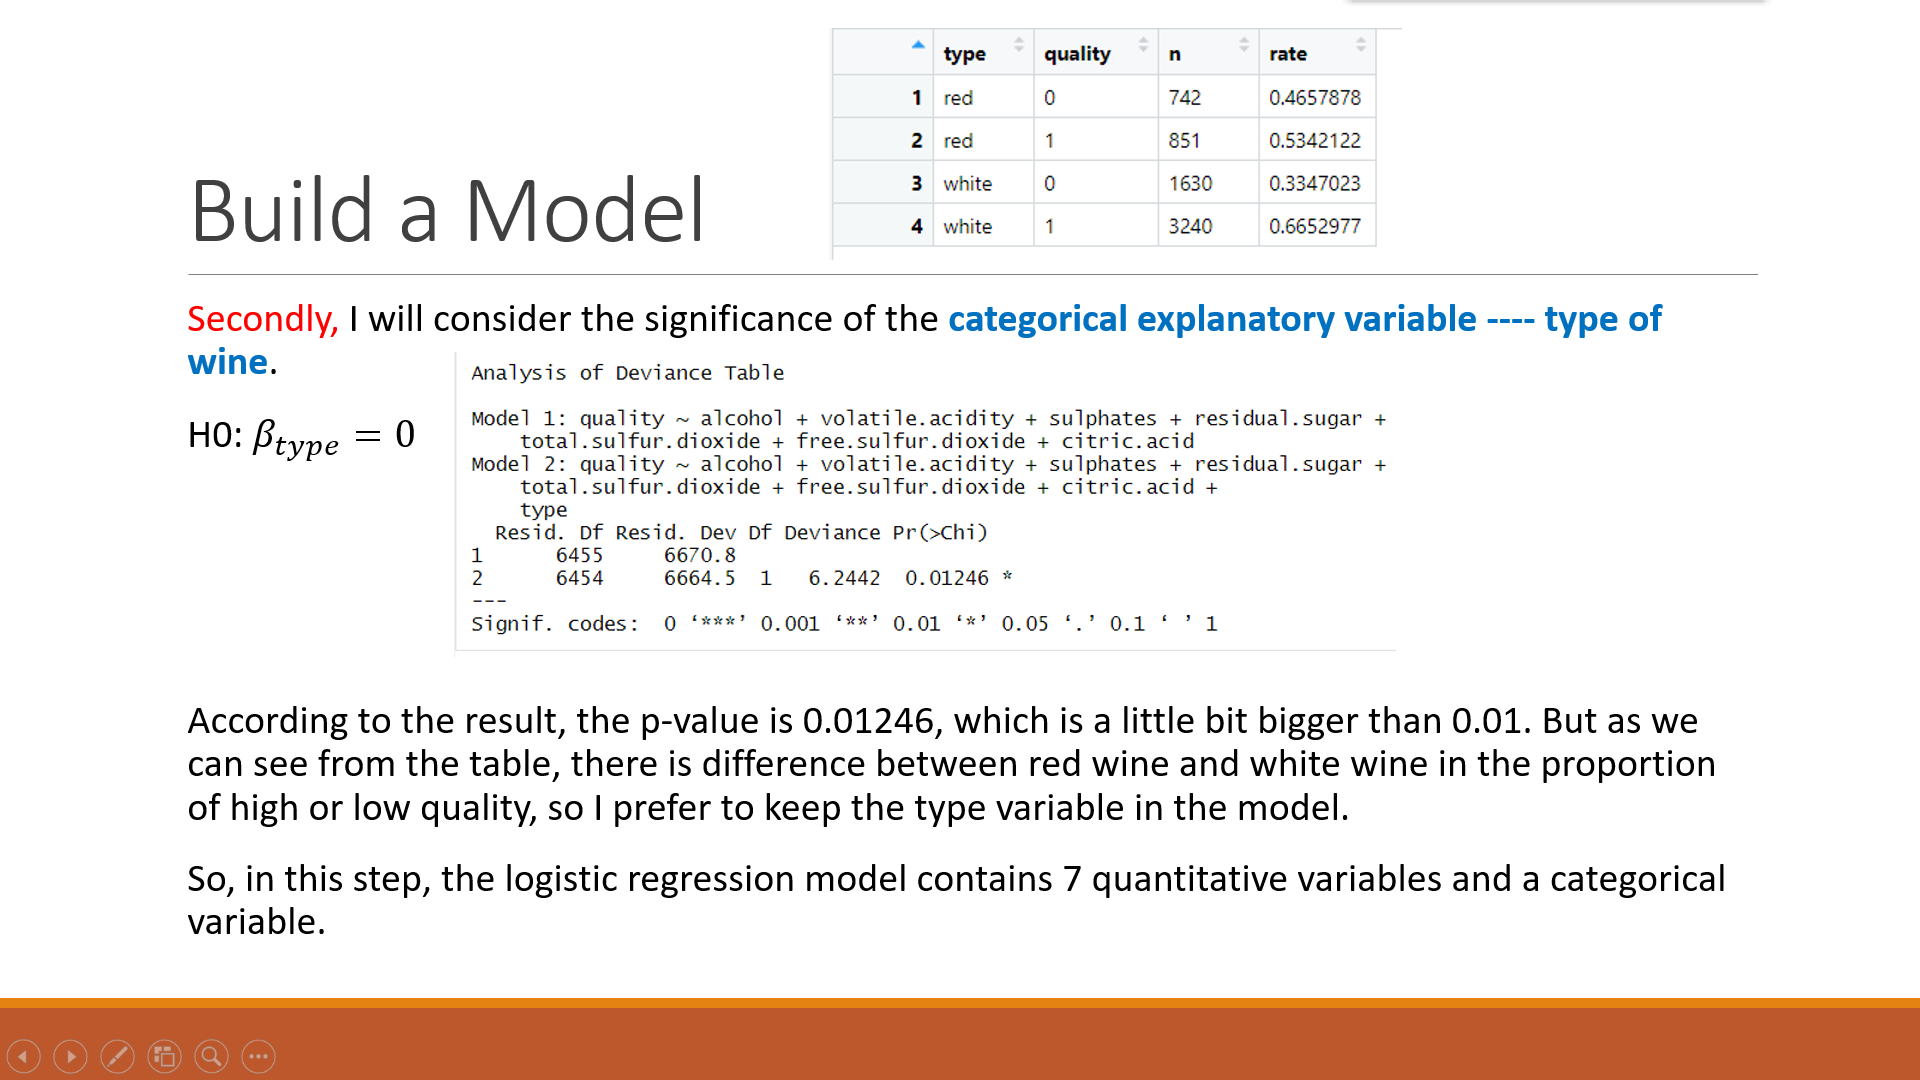 type quality n rate
1 red 0 742 0.4657878
2 red 1 851 0.5342122
3 white 0 1630 0.3347023
4 white 1 3240 0.6652977
Build a Model
Secondly, I will consider the significance of the categorical explanatory variable ---- type of
wine.
H0: βtype = 0
Analysis of Deviance Table
Model 1: quality ~ alcohol + volatile.acidity + sulphates + residual.sugar +
total.sulfur.dioxide + free.sulfur.dioxide + citric.acid
Model 2: quality ~ alcohol + volatile.acidity + sulphates + residual.sugar +
total.sulfur.dioxide + free.sulfur.dioxide + citric.acid +
type
Resid. Df Resid. Dev Df Deviance Pr(>Chi)
1 6455 6670.8
2 6454 6664.5 1 6.2442 0.01246 *
---
Signif. codes: 0 ‘***’ 0.001 ‘**’ 0.01 ‘*’ 0.05 ‘.’ 0.1 ‘ ’ 1
According to the result, the p-value is 0.01246, which is a little bit bigger than 0.01. But as we
can see from the table, there is difference between red wine and white wine in the proportion
of high or low quality, so I prefer to keep the type variable in the model.
So, in this step, the logistic regression model contains 7 quantitative variables and a categorical
variable.